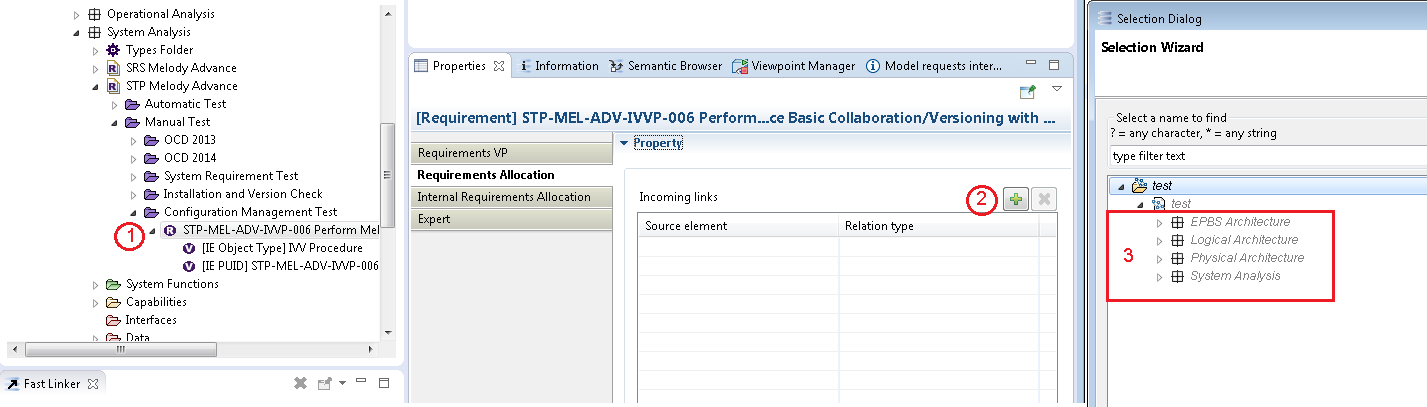 Operational Analysis
System Analysis
Types Folder
SRS Melody Advance
STP Melody Advance
Automatic Test
Manual Test
OCD 2013
OCD 2014
System Requirement Test
Installation and Version Check
Configuration Management Test
1
STP-MEL-ADV-IVVP-006 Perform Mel
[IE Object Type] IVV Procedure
[IE PUID] STP-MEL-ADV-IVVP-006
System Functions
Capabilities
Interfaces
Data
Fast Linker
Properties
Information
Semantic Browser
Viewpoint Manager
Model requests inter...
[Requirement] STP-MEL-ADV-IVVP-006 Perform...ce Basic Collaboration/Versioning with ...
Requirements VP
Requirements Allocation
Internal Requirements Allocation
Expert
Property
Incoming links
2
Source element
Relation type
Selection Dialog
Selection Wizard
Select a name to find
? = any character, * = any string
type filter text
test
test
3
EPBS Architecture
Logical Architecture
Physical Architecture
System Analysis